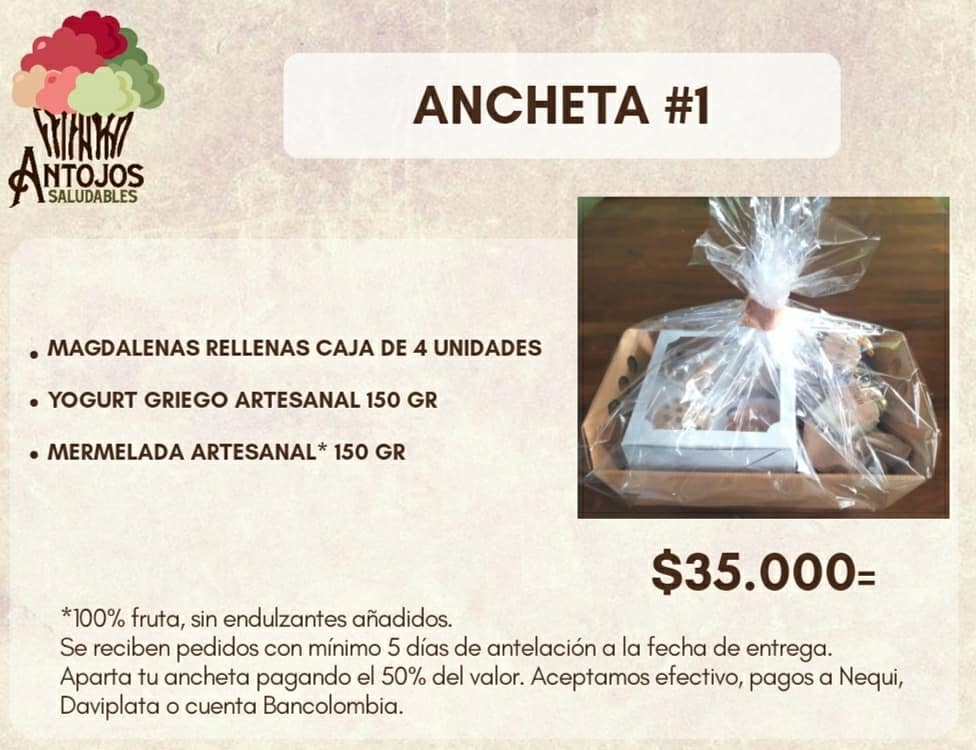 ANTOJOS
SALUDABLES
ANCHETA #1
• MAGDALENAS RELLENAS CAJA DE 4 UNIDADES
• YOGURT GRIEGO ARTESANAL 150 GR
• MERMELADA ARTESANAL* 150 GR
$35.000=
*100% fruta, sin endulzantes añadidos.
Se reciben pedidos con mínimo 5 días de antelación a la fecha de entrega.
Aparta tu ancheta pagando el 50% del valor. Aceptamos efectivo, pagos a Nequi,
Daviplata o cuenta Bancolombia.